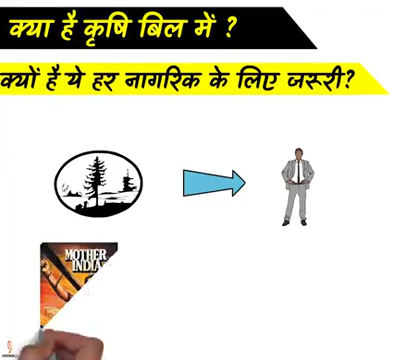 क्या है कृषि बिल में ?
क्यों है ये हर नागरिक के लिए जरूरी?
MOTHER
INDIA